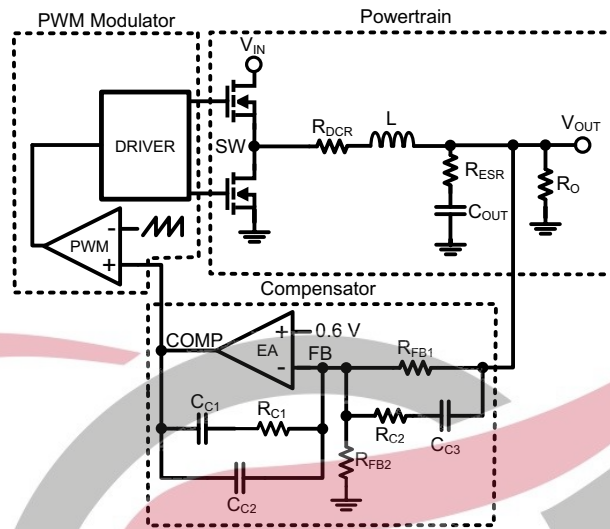 PWM Modulator
Powertrain
V_IN
DRIVER
SW
R_DCR
L
V_OUT
R_ESR
C_OUT
R_O
PWM
-
+
Compensator
COMP
EA
+
-
0.6 V
FB
R_FB1
C_C1
R_C1
R_C2
C_C3
C_C2
R_FB2